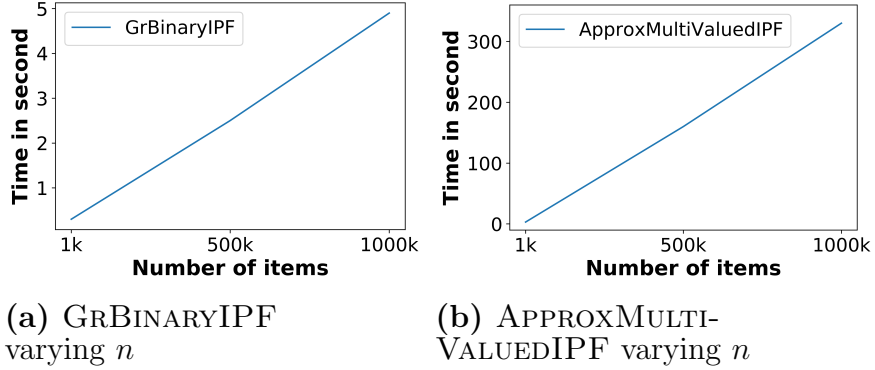 GrBinaryIPF
5
4
3
2
1
Time in second
1k 500k 1000k
Number of items
(a) GRBINARYIPF
varying n
ApproxMultiValuedIPF
300
200
100
0
Time in second
1k 500k 1000k
Number of items
(b) APPROXMULTI-
VALUEDIPF varying n